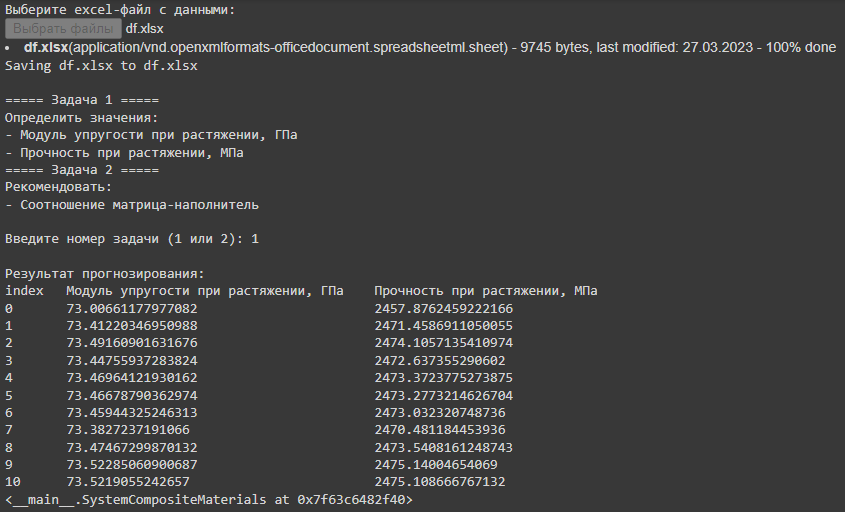 Выберите excel-файл с данными:
Выбрать файлы df.xlsx
• df.xlsx(application/vnd.openxmlformats-officedocument.spreadsheetml.sheet) - 9745 bytes, last modified: 27.03.2023 - 100% done
Saving df.xlsx to df.xlsx
===== Задача 1 =====
Определить значения:
- Модуль упругости при растяжении, ГПа
- Прочность при растяжении, МПа
===== Задача 2 =====
Рекомендовать:
- Соотношение матрица-наполнитель
Введите номер задачи (1 или 2): 1
Результат прогнозирования:
index Модуль упругости при растяжении, ГПа Прочность при растяжении, МПа
0 73.00661177977082 2457.8762459222166
1 73.41220346950988 2471.4586911050055
2 73.49160901631676 2474.1057135410974
3 73.44755937283824 2472.637355290602
4 73.46964121930162 2473.3723775273875
5 73.46678790362974 2473.2773214626704
6 73.45944325246313 2473.032320748736
7 73.3827237191066 2470.481184453936
8 73.47467299870132 2473.5408161248743
9 73.52285060900687 2475.14004654069
10 73.5219055242657 2475.108666767132
<__main__.SystemCompositeMaterials at 0x7f63c6482f40>